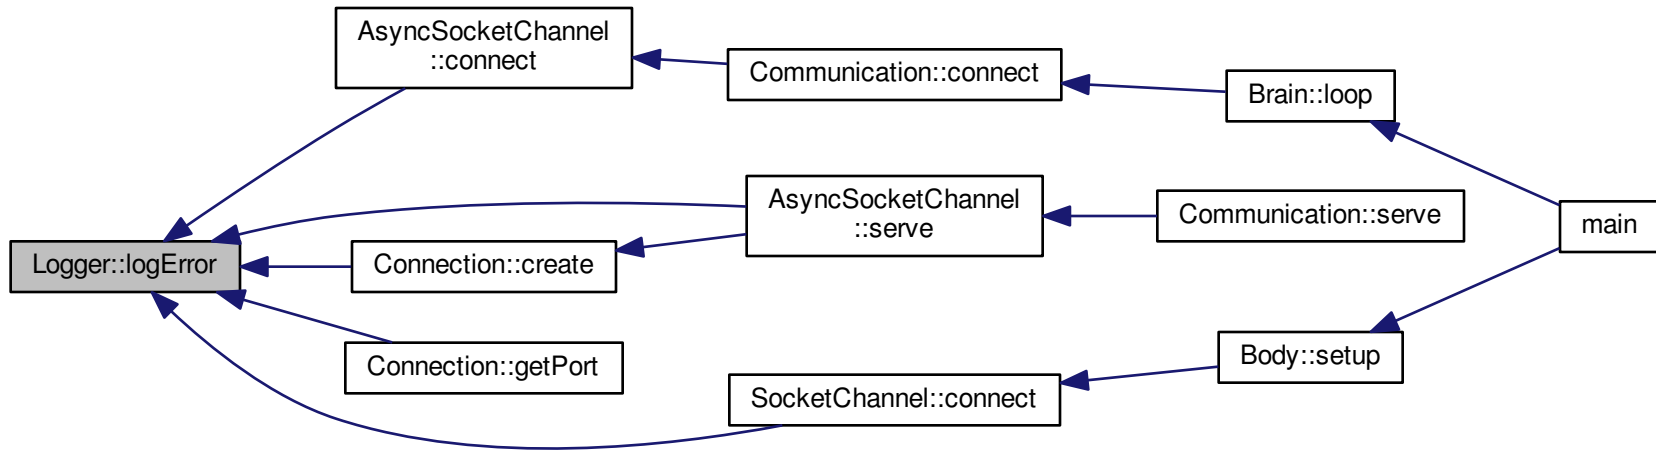 AsyncSocketChannel
::connect
Communication::connect
Brain::loop
AsyncSocketChannel
::serve
Communication::serve
main
Logger::logError
Connection::create
Connection::getPort
Body::setup
SocketChannel::connect